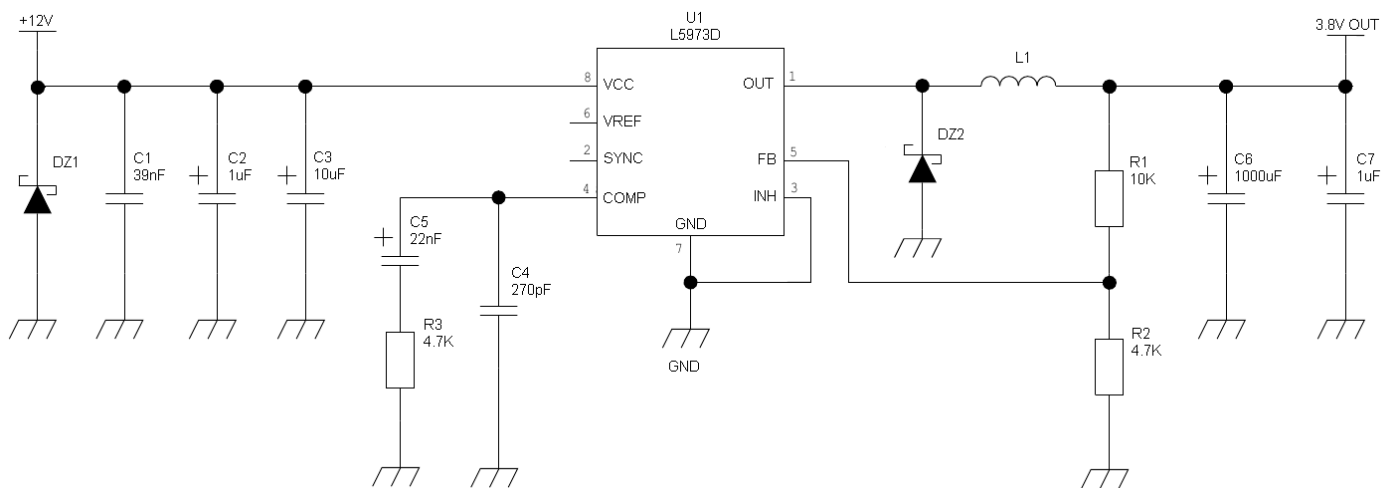 +12V
U1
L5973D
3.8V OUT
L1
8
VCC
OUT
1
6
VREF
DZ1
C1
39nF
C2
1uF
C3
10uF
2
SYNC
FB
5
DZ2
R1
10K
C6
1000uF
C7
1uF
4
COMP
INH
3
C5
22nF
GND
7
C4
270pF
R3
4.7K
R2
4.7K
GND